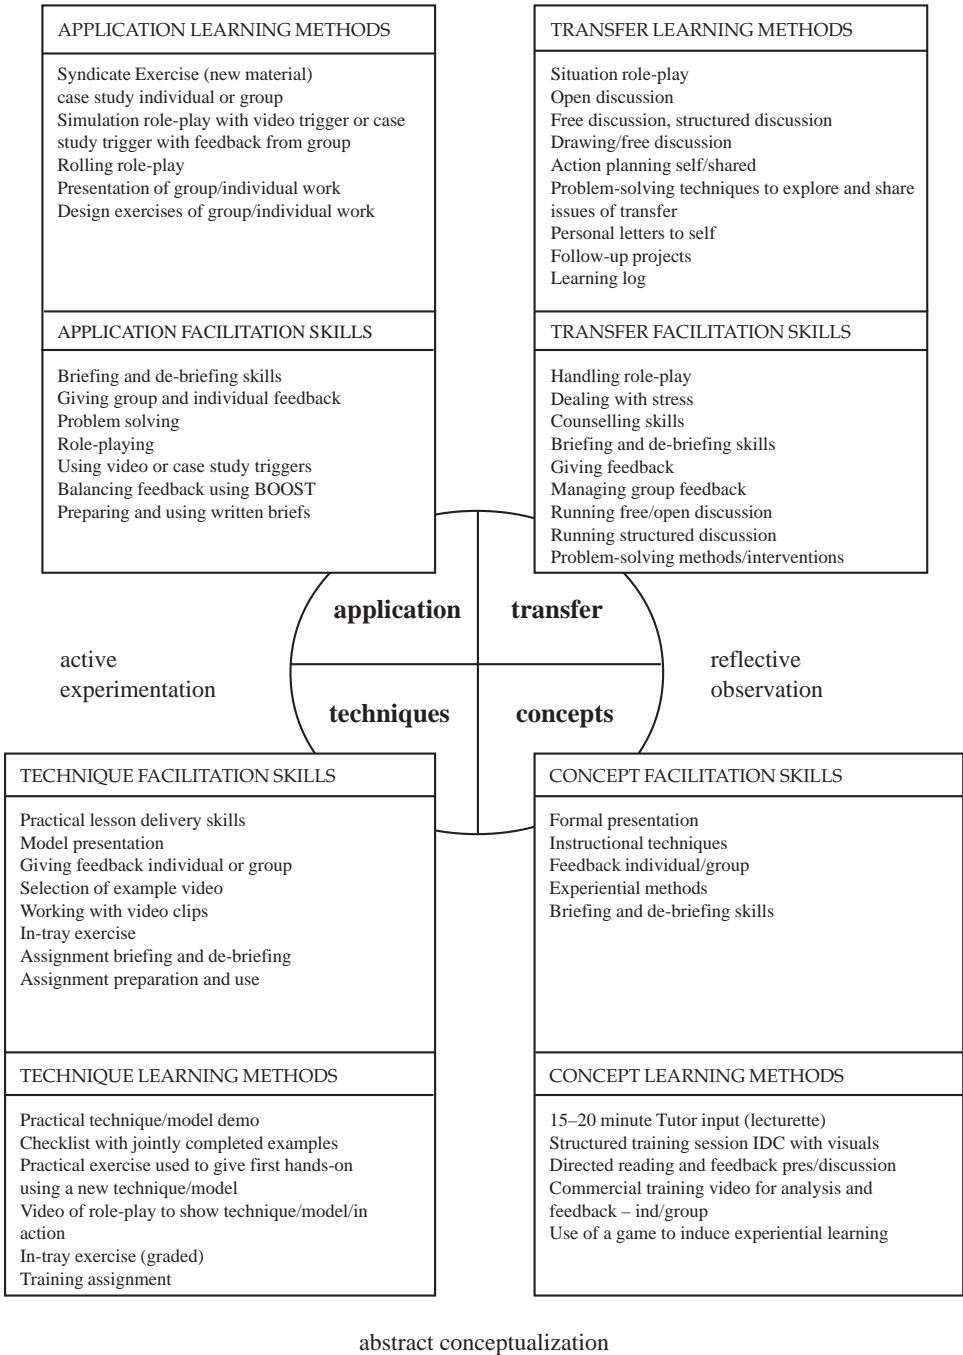 APPLICATION LEARNING METHODS
Syndicate Exercise (new material)
case study individual or group
Simulation role-play with video trigger or case
study trigger with feedback from group
Rolling role-play
Presentation of group/individual work
Design exercises of group/individual work
APPLICATION FACILITATION SKILLS
Briefing and de-briefing skills
Giving group and individual feedback
Problem solving
Role-playing
Using video or case study triggers
Balancing feedback using BOOST
Preparing and using written briefs
TRANSFER LEARNING METHODS
Situation role-play
Open discussion
Free discussion, structured discussion
Drawing/free discussion
Action planning self/shared
Problem-solving techniques to explore and share
issues of transfer
Personal letters to self
Follow-up projects
Learning log
TRANSFER FACILITATION SKILLS
Handling role-play
Dealing with stress
Counselling skills
Briefing and de-briefing skills
Giving feedback
Managing group feedback
Running free/open discussion
Running structured discussion
Problem-solving methods/interventions
application
transfer
active
experimentation
reflective
observation
techniques
concepts
TECHNIQUE FACILITATION SKILLS
Practical lesson delivery skills
Model presentation
Giving feedback individual or group
Selection of example video
Working with video clips
In-tray exercise
Assignment briefing and de-briefing
Assignment preparation and use
TECHNIQUE LEARNING METHODS
Practical technique/model demo
Checklist with jointly completed examples
Practical exercise used to give first hands-on
using a new technique/model
Video of role-play to show technique/model/in
action
In-tray exercise (graded)
Training assignment
CONCEPT FACILITATION SKILLS
Formal presentation
Instructional techniques
Feedback individual/group
Experiential methods
Briefing and de-briefing skills
CONCEPT LEARNING METHODS
15–20 minute Tutor input (lecturette)
Structured training session IDC with visuals
Directed reading and feedback pres/discussion
Commercial training video for analysis and
feedback – ind/group
Use of a game to induce experiential learning
abstract conceptualization